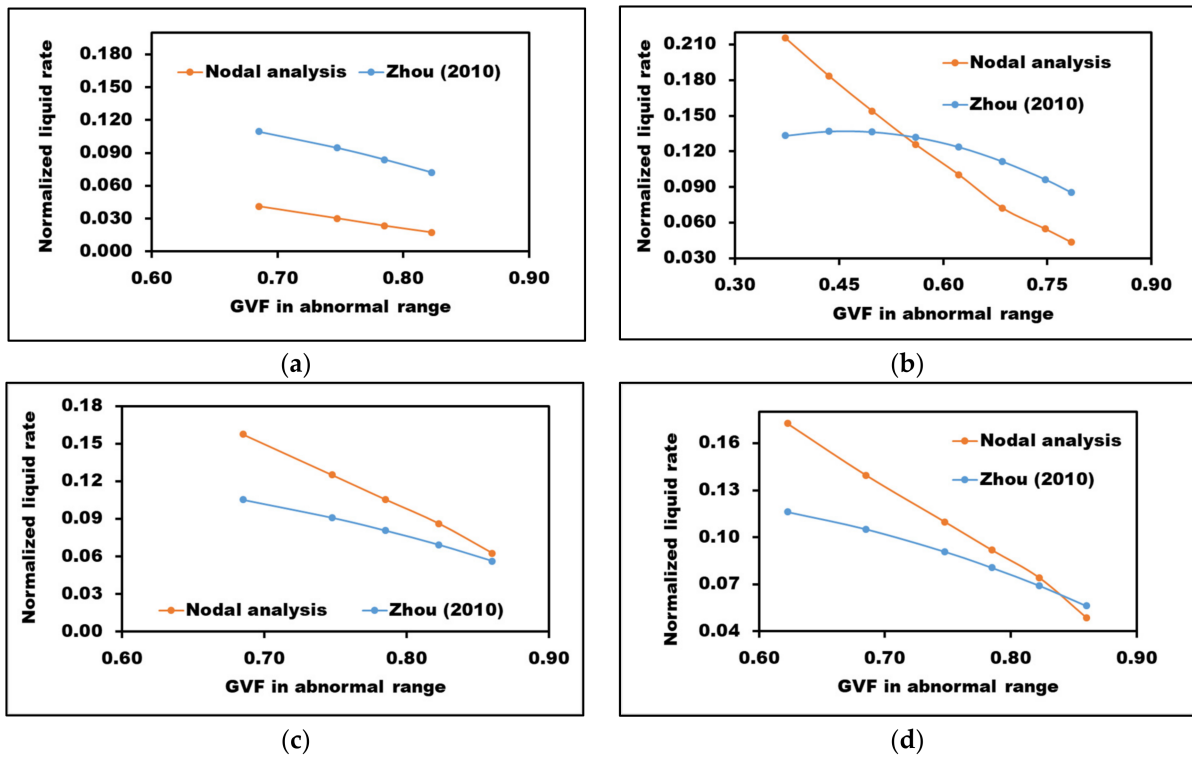 Normalized liquid rate
0.180
0.150
0.120
0.090
0.060
0.030
0.000
Nodal analysis Zhou (2010)
0.60 0.70 0.80 0.90
GVF in abnormal range
(a)
Normalized liquid rate
0.210
0.180
0.150
0.120
0.090
0.060
0.030
Nodal analysis
Zhou (2010)
0.30 0.45 0.60 0.75 0.90
GVF in abnormal range
(b)
Normalized liquid rate
0.18
0.15
0.12
0.09
0.06
0.03
0.00
Nodal analysis Zhou (2010)
0.60 0.70 0.80 0.90
GVF in abnormal range
(c)
Normalized liquid rate
0.16
0.13
0.10
0.07
0.04
Nodal analysis
Zhou (2010)
0.60 0.70 0.80 0.90
GVF in abnormal range
(d)